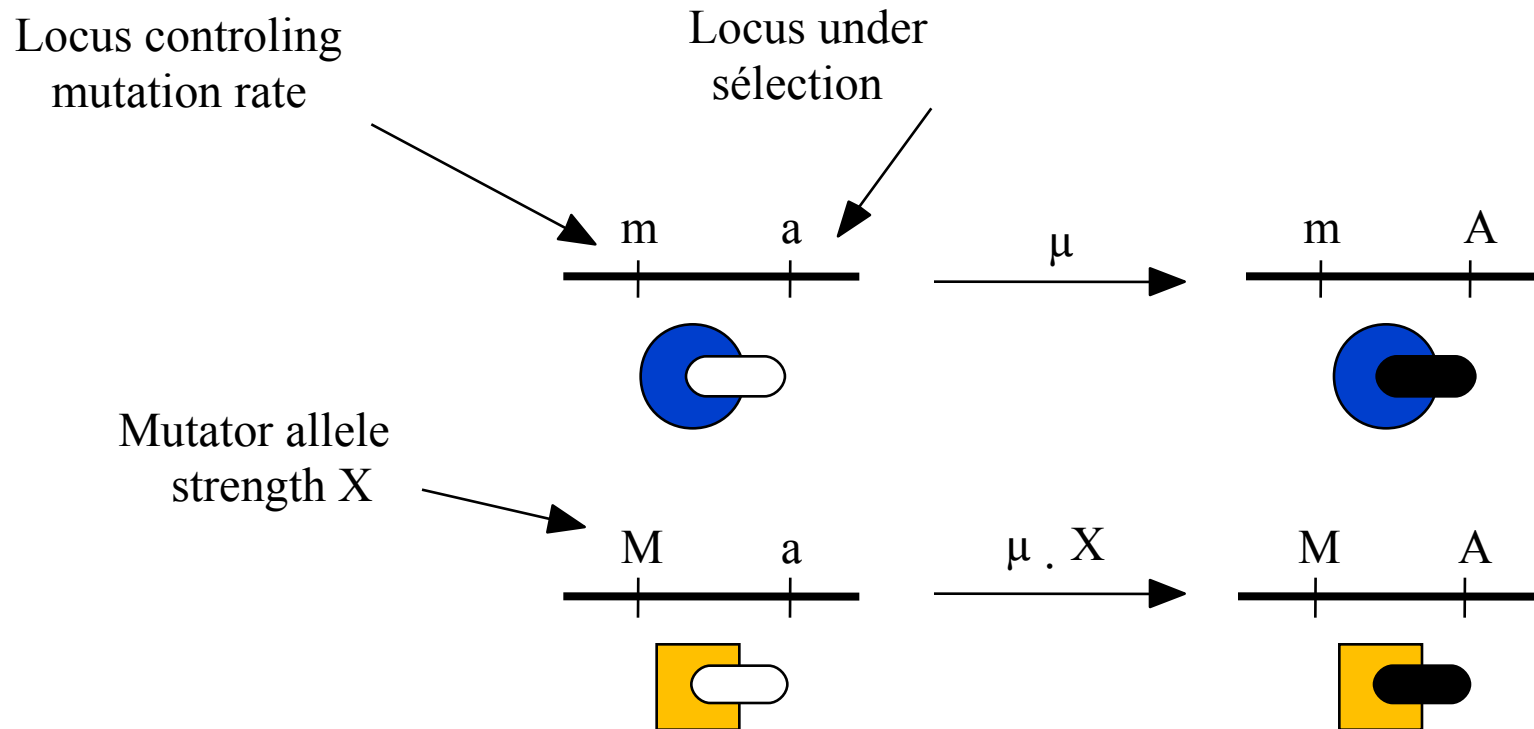 Locus controling
mutation rate
Locus under
sélection
m a μ m A
Mutator allele
strength X
M a μ . X M A